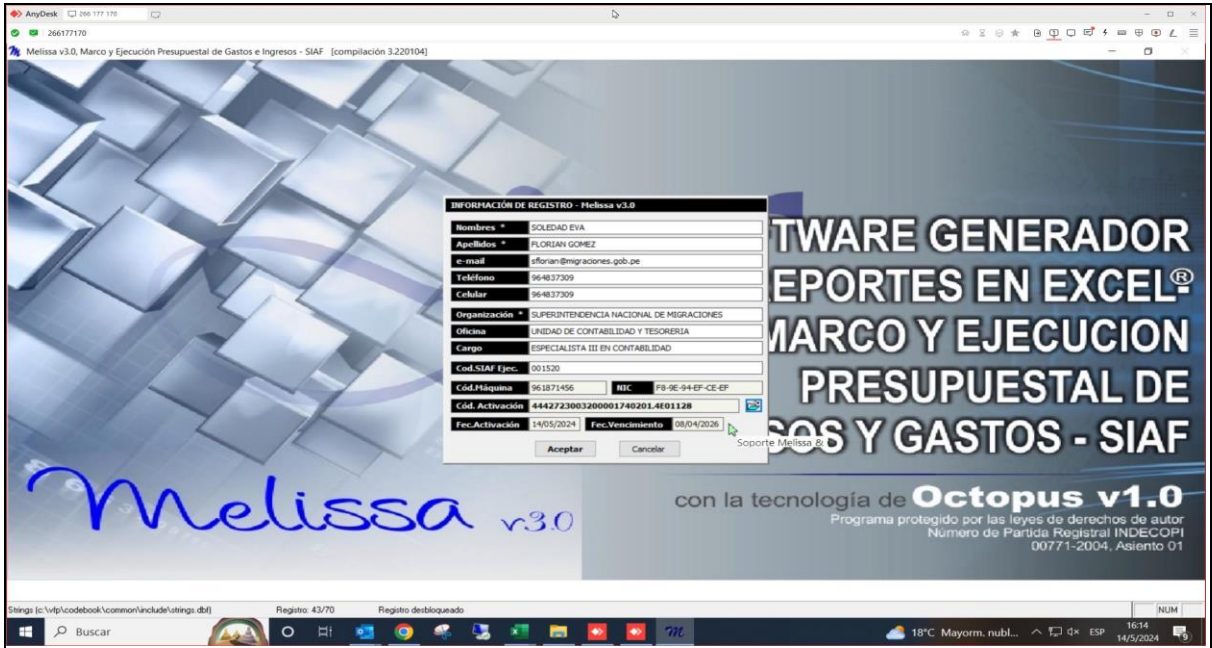 AnyDesk 266 177 170
266177170
Melissa v3.0, Marco y Ejecución Presupuestal de Gastos e Ingresos - SIAF [compilación 3.220104]
INFORMACIÓN DE REGISTRO - Melissa v3.0
Nombres * SOLEDAD EVA
Apellidos * FLORIAN GOMEZ
e-mail sflorian@migraciones.gob.pe
Teléfono 964837309
Celular 964837309
Organización * SUPERINTENDENCIA NACIONAL DE MIGRACIONES
Oficina UNIDAD DE CONTABILIDAD Y TESORERIA
Cargo ESPECIALISTA III EN CONTABILIDAD
Cod.SIAF Ejec. 001520
Cód.Máquina 961871456 NIC F8-9E-94-EF-CE-EF
Cód. Activación 4442723003200001740201.4E01128
Fec.Activación 14/05/2024 Fec.Vencimiento 08/04/2026
Aceptar Cancelar
Soporte Melissa &
TWARE GENERADOR
EPORTES EN EXCEL®
MARCO Y EJECUCION
PRESUPUESTAL DE
SOS Y GASTOS - SIAF
Melissa v3.0
con la tecnología de Octopus v1.0
Programa protegido por las leyes de derechos de autor
Número de Partida Registral INDECOPI
00771-2004, Asiento 01
Strings (c:\vfp\codebook\common\include\strings.dbf) Registro: 43/70 Registro desbloqueado NUM
Buscar 18°C Mayorm. nubl... ESP 16:14
14/5/2024